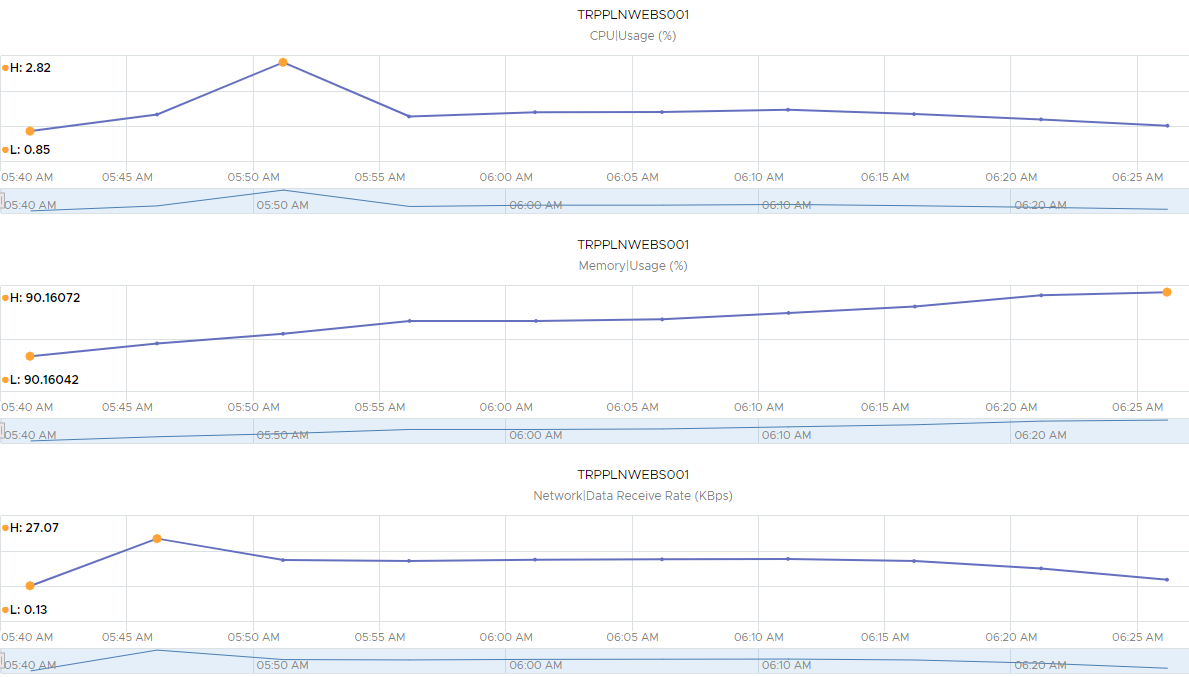 TRPPLNWEBS001
CPU|Usage (%)
H: 2.82
L: 0.85
05:40 AM 05:45 AM 05:50 AM 05:55 AM 06:00 AM 06:05 AM 06:10 AM 06:15 AM 06:20 AM 06:25 AM
05:40 AM 05:50 AM 06:00 AM 06:10 AM 06:20 AM
TRPPLNWEBS001
Memory|Usage (%)
H: 90.16072
L: 90.16042
05:40 AM 05:45 AM 05:50 AM 05:55 AM 06:00 AM 06:05 AM 06:10 AM 06:15 AM 06:20 AM 06:25 AM
05:40 AM 05:50 AM 06:00 AM 06:10 AM 06:20 AM
TRPPLNWEBS001
Network|Data Receive Rate (KBps)
H: 27.07
L: 0.13
05:40 AM 05:45 AM 05:50 AM 05:55 AM 06:00 AM 06:05 AM 06:10 AM 06:15 AM 06:20 AM 06:25 AM
05:40 AM 05:50 AM 06:00 AM 06:10 AM 06:20 AM